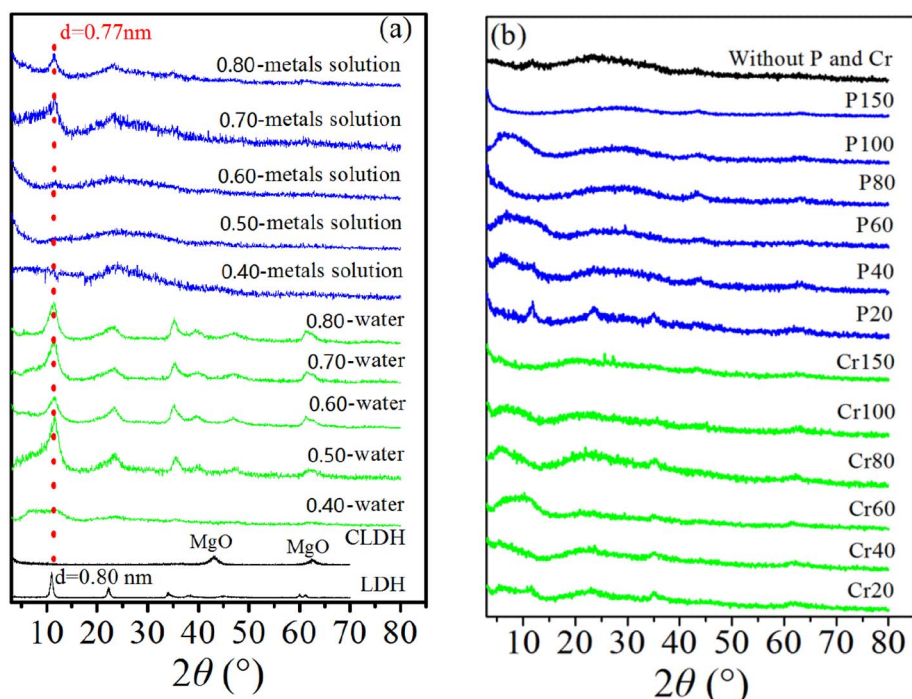 d=0.77nm
(a)
0.80-metals solution
0.70-metals solution
0.60-metals solution
0.50-metals solution
0.40-metals solution
0.80-water
0.70-water
0.60-water
0.50-water
0.40-water
CLDH
MgO
MgO
d=0.80 nm
LDH
10 20 30 40 50 60 70 80
2θ (°)
(b)
Without P and Cr
P150
P100
P80
P60
P40
P20
Cr150
Cr100
Cr80
Cr60
Cr40
Cr20
10 20 30 40 50 60 70 80
2θ (°)